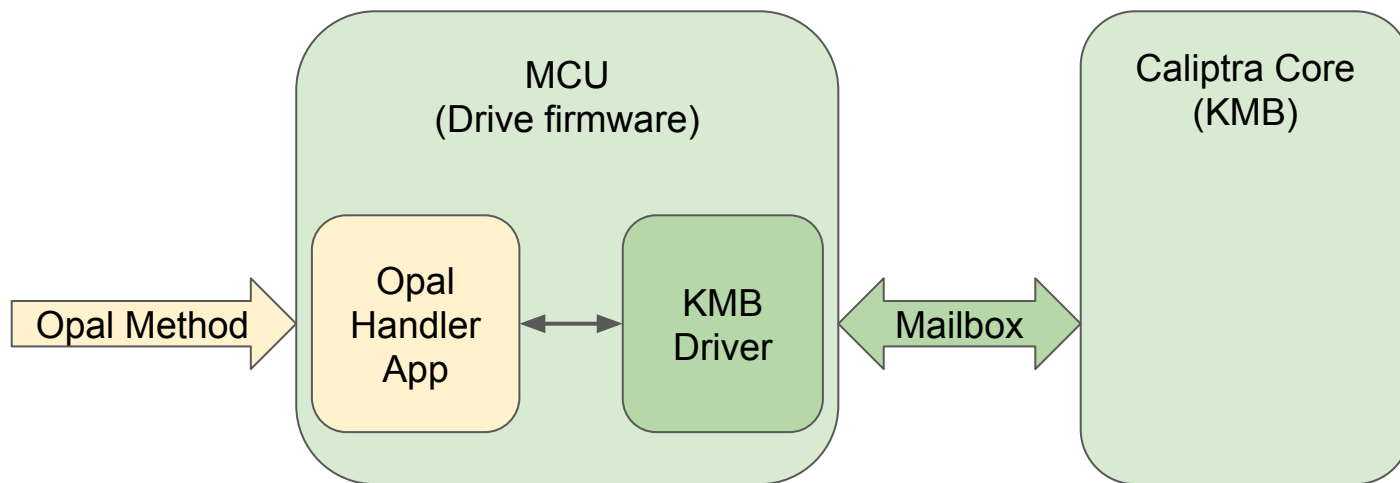 MCU
(Drive firmware)
Caliptra Core
(KMB)
Opal Method
Opal
Handler
App
KMB
Driver
Mailbox